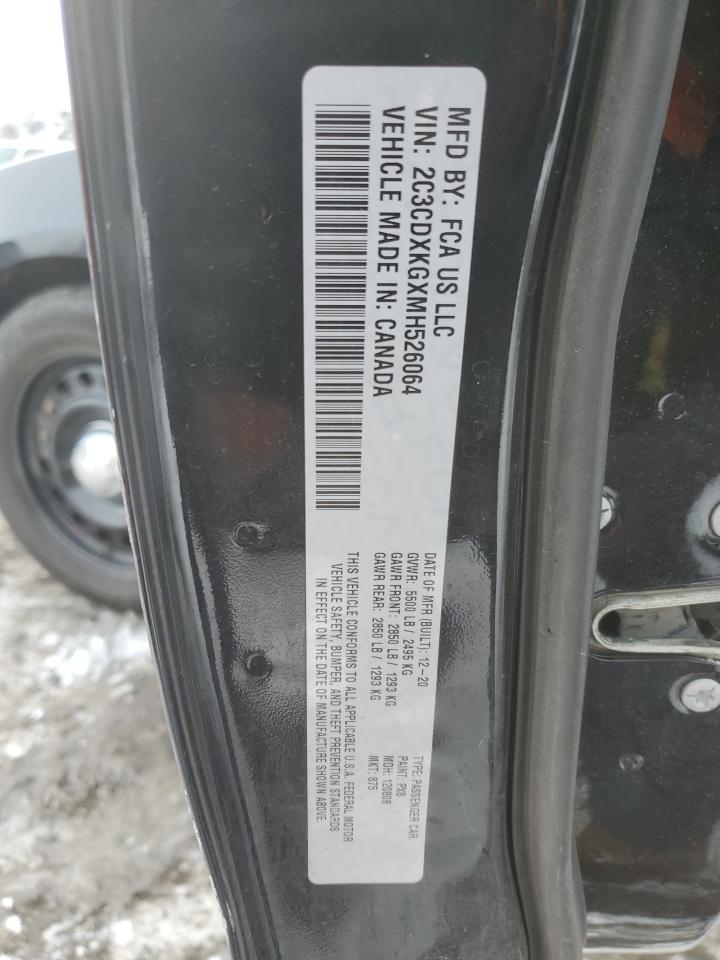 MFD BY: FCA US LLC
VIN: 2C3CDXKGXMH526064
VEHICLE MADE IN: CANADA
DATE OF MFR (BUILT): 12-20
GVWR: 5500 LB / 2495 KG
GAWR FRONT: 2850 LB / 1293 KG
GAWR REAR: 2850 LB / 1293 KG
THIS VEHICLE CONFORMS TO ALL APPLICABLE U.S.A. FEDERAL MOTOR
VEHICLE SAFETY, BUMPER, AND THEFT PREVENTION STANDARDS
IN EFFECT ON THE DATE OF MANUFACTURE SHOWN ABOVE.
TYPE: PASSENGER CAR
PAINT: PX8
MDH: 120808
MKT: 875